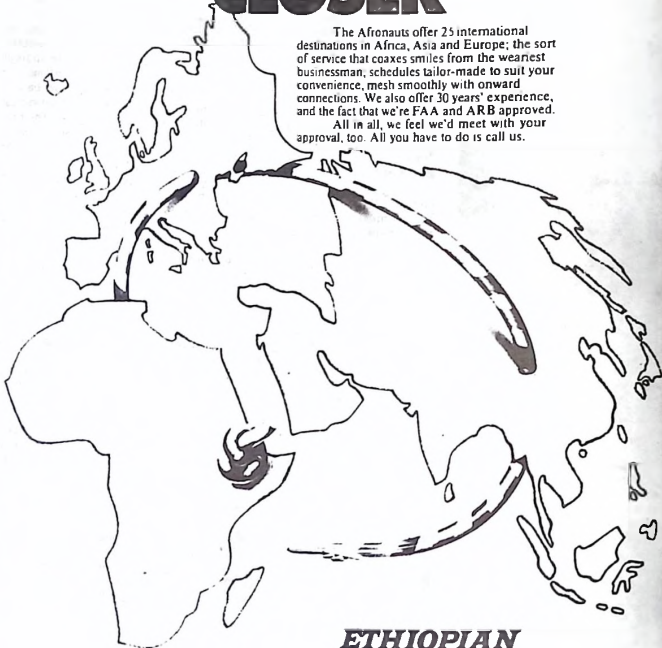 CLOSER
The Afronauts offer 25 international
destinations in Africa, Asia and Europe; the sort
of service that coaxes smiles from the weariest
businessman; schedules tailor-made to suit your
convenience, mesh smoothly with onward
connections. We also offer 30 years' experience,
and the fact that we're FAA and ARB approved.
All in all, we feel we'd meet with your
approval, too. All you have to do is call us.
ETHIOPIAN